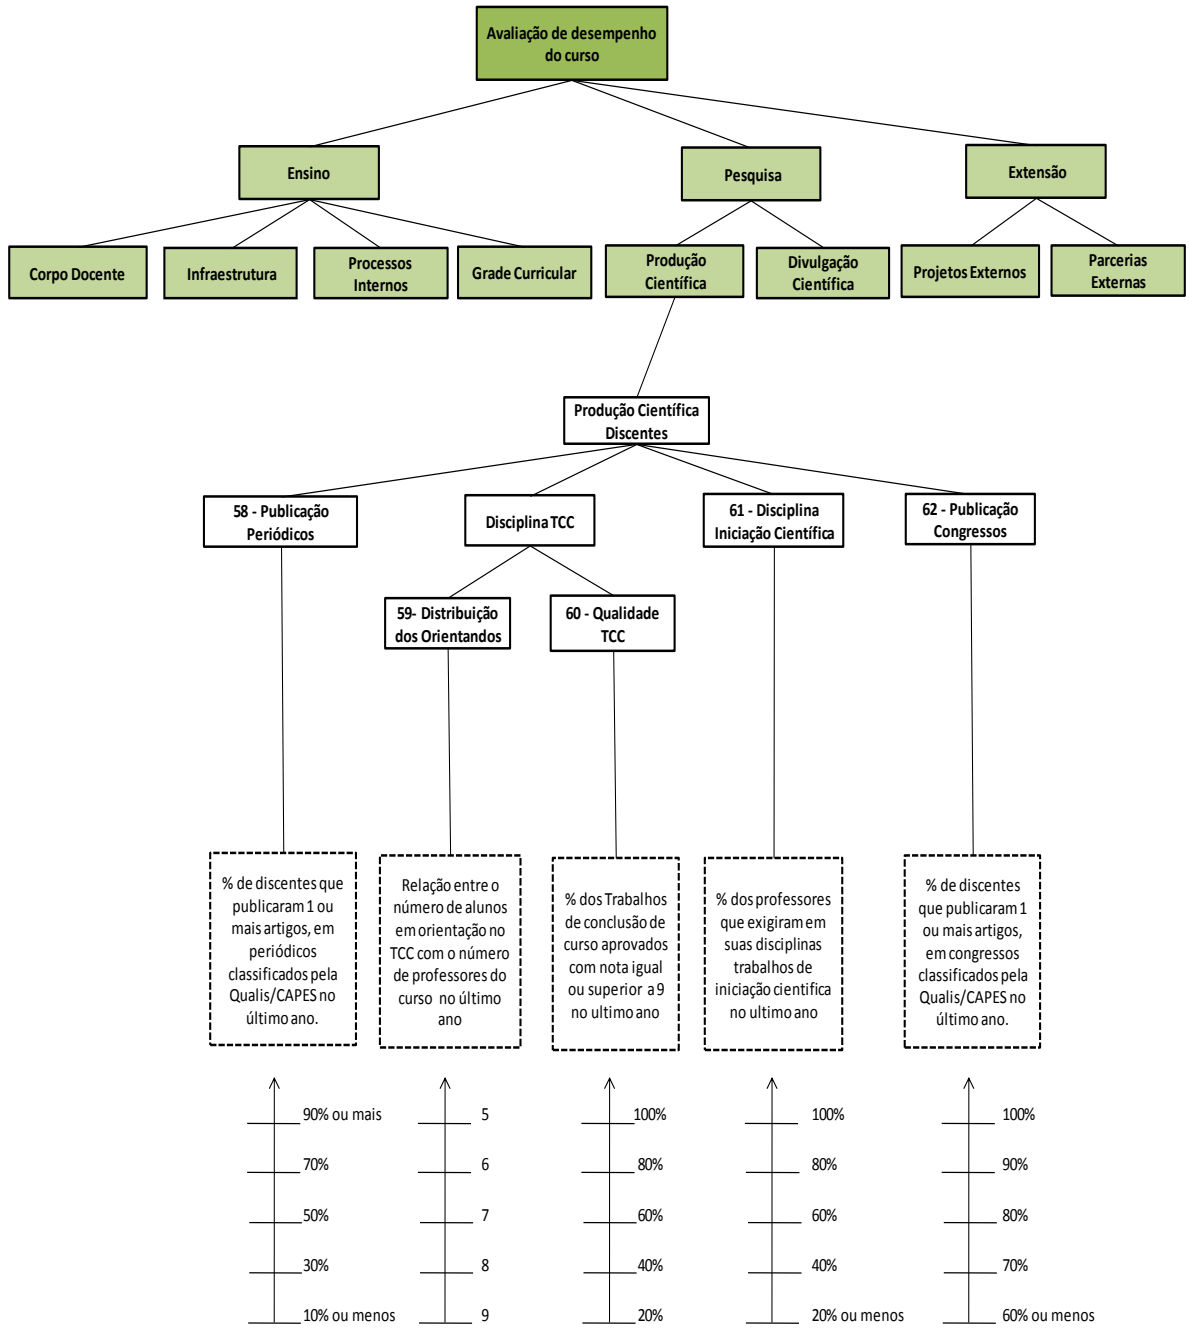 Avaliação de desempenho
do curso
Ensino
Pesquisa
Extensão
Corpo Docente
Infraestrutura
Processos
Internos
Grade Curricular
Produção
Científica
Divulgação
Científica
Projetos Externos
Parcerias
Externas
Produção Científica
Discentes
58 - Publicação
Periódicos
Disciplina TCC
61 - Disciplina
Iniciação Científica
62 - Publicação
Congressos
59- Distribuição
dos Orientandos
60 - Qualidade
TCC
% de discentes que
publicaram 1 ou
mais artigos, em
periódicos
classificados pela
Qualis/CAPES no
último ano.
Relação entre o
número de alunos
em orientação no
TCC com o número
de professores do
curso no último
ano
% dos Trabalhos
de conclusão de
curso aprovados
com nota igual
ou superior a 9
no ultimo ano
% dos professores
que exigiram em
suas disciplinas
trabalhos de
iniciação cientifica
no ultimo ano
% de discentes
que publicaram 1
ou mais artigos,
em congressos
classificados pela
Qualis/CAPES no
último ano.
90% ou mais
70%
50%
30%
10% ou menos
5
6
7
8
9
100%
80%
60%
40%
20%
100%
80%
60%
40%
20% ou menos
100%
90%
80%
70%
60% ou menos